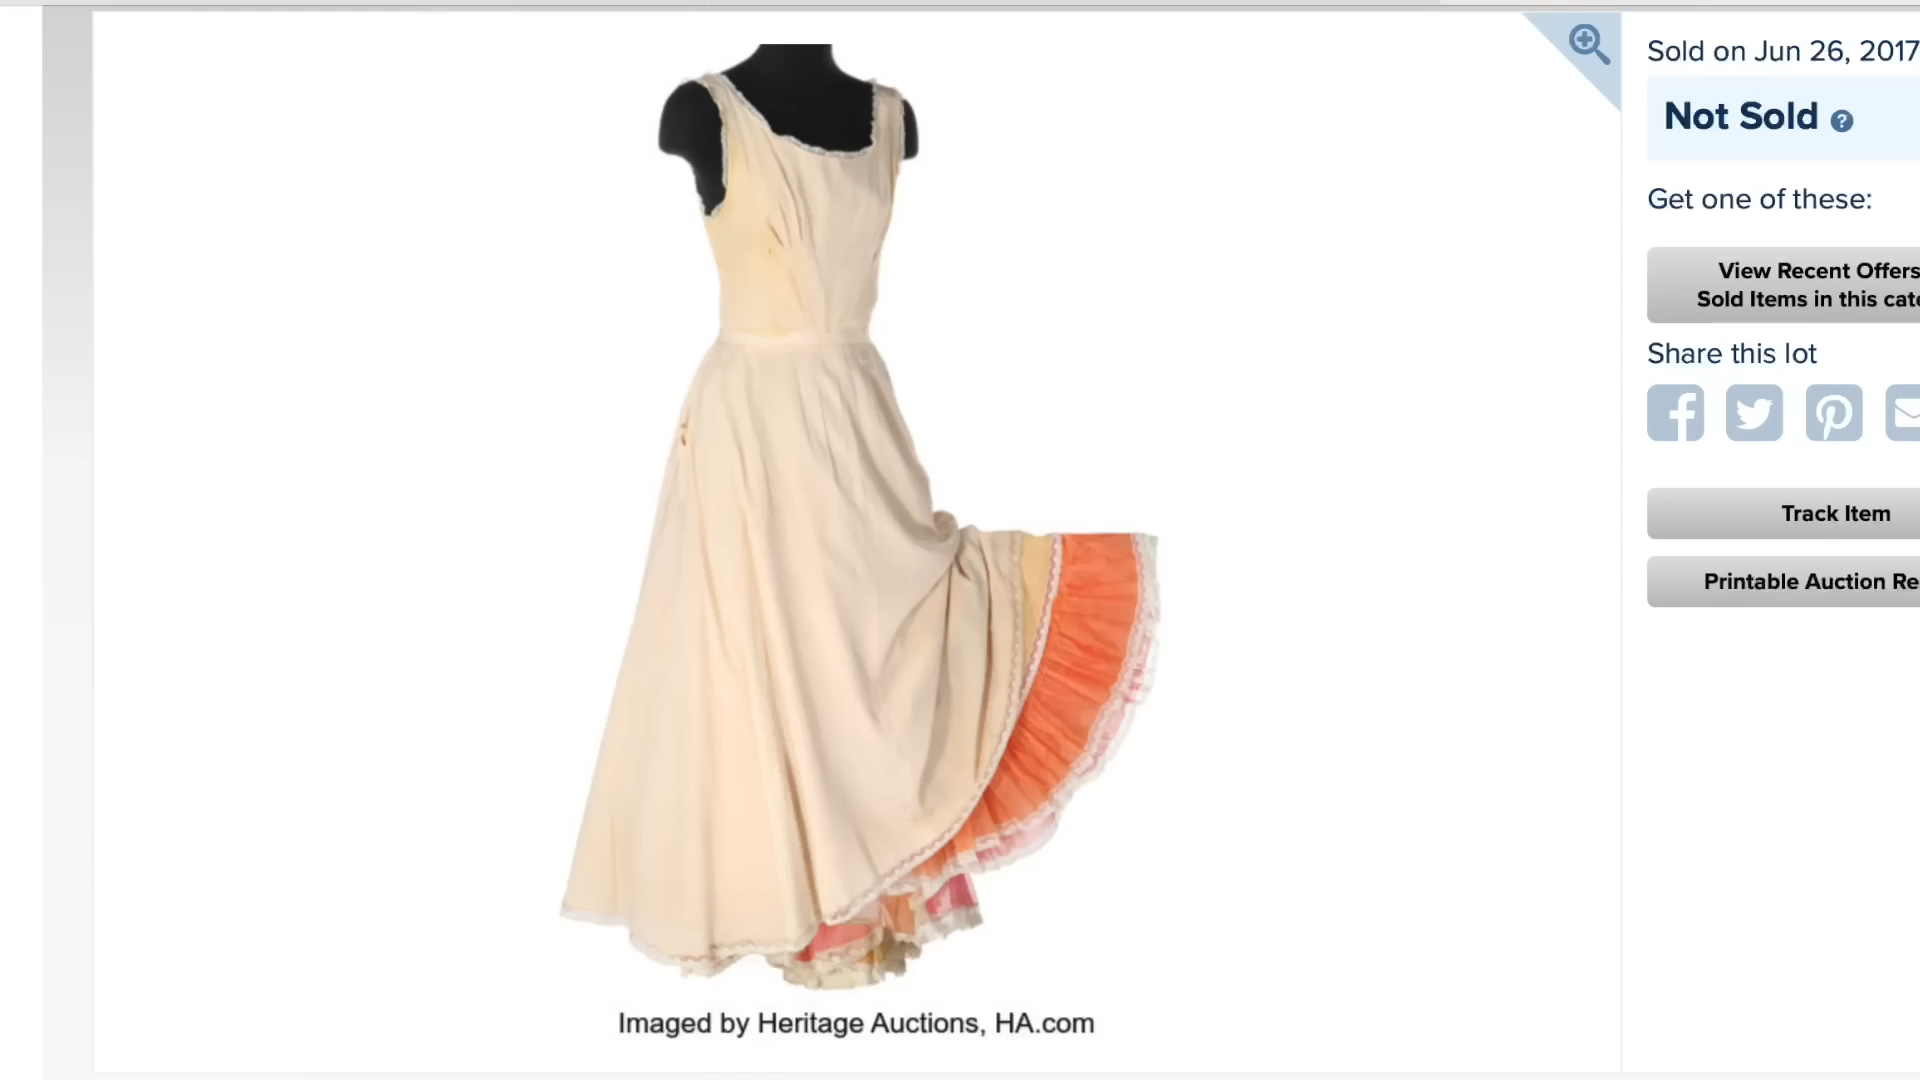 Sold on Jun 26, 2017
Not Sold ?
Get one of these:
View Recent Offers
Sold Items in this
Share this lot
Track Item
Printable Auction
Imaged by Heritage Auctions, HA.com